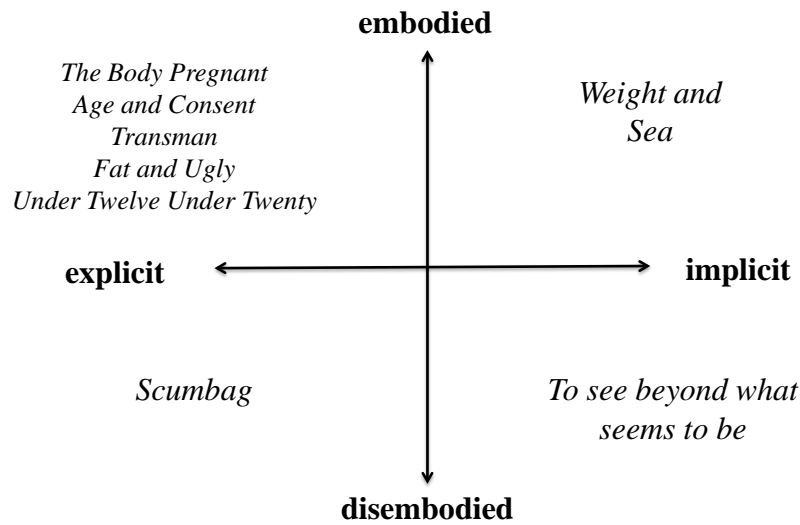 embodied
The Body Pregnant
Age and Consent
Transman
Fat and Ugly
Under Twelve Under Twenty
Weight and
Sea
explicit
implicit
Scumbag
To see beyond what
seems to be
disembodied